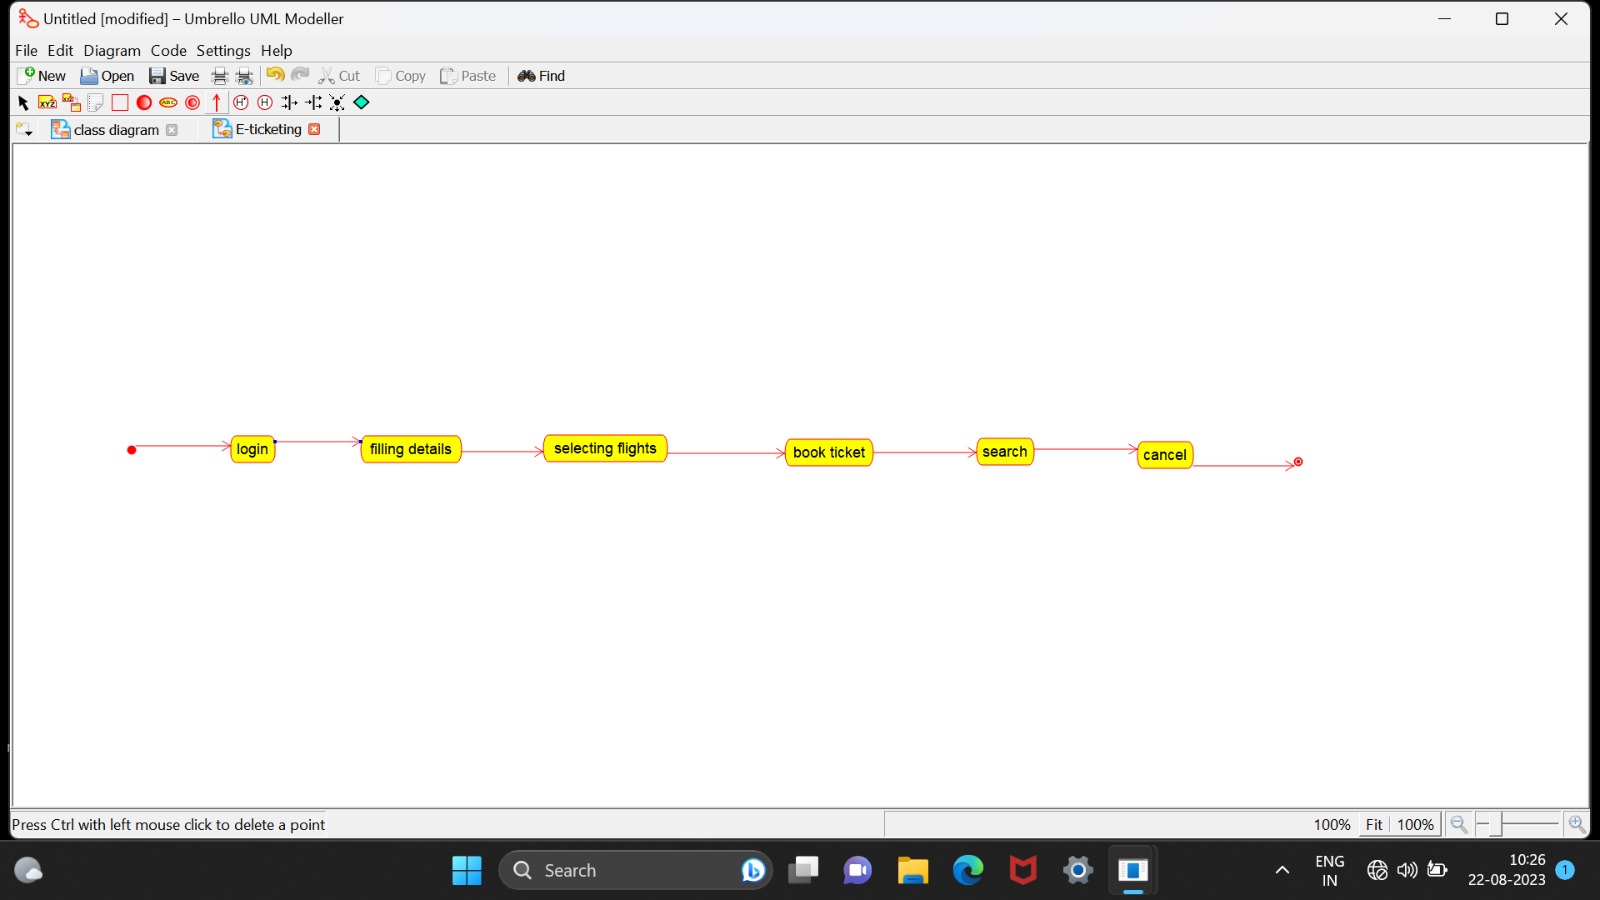 Untitled [modified] – Umbrello UML Modeller
File Edit Diagram Code Settings Help
New Open Save Cut Copy Paste Find
class diagram E-ticketing
login filling details selecting flights book ticket search cancel
Press Ctrl with left mouse click to delete a point 100% Fit 100%
Search ENG 10:26
IN 22-08-2023 1